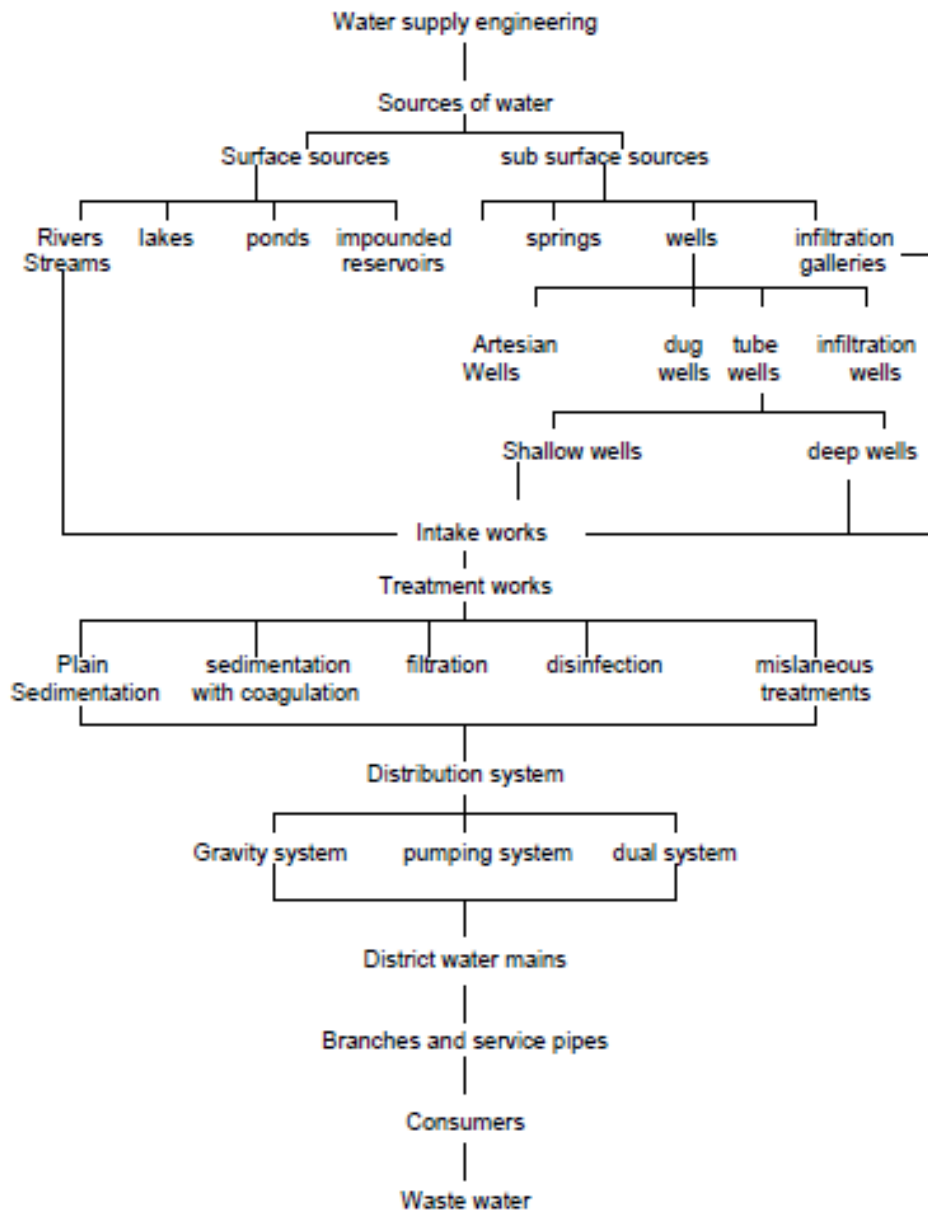 Water supply engineering
Sources of water
Surface sources sub surface sources
Rivers lakes ponds impounded springs wells infiltration
Streams reservoirs galleries
Artesian dug tube infiltration
Wells wells wells wells
Shallow wells deep wells
Intake works
Treatment works
Plain sedimentation filtration disinfection mislaneous
Sedimentation with coagulation treatments
Distribution system
Gravity system pumping system dual system
District water mains
Branches and service pipes
Consumers
Waste water